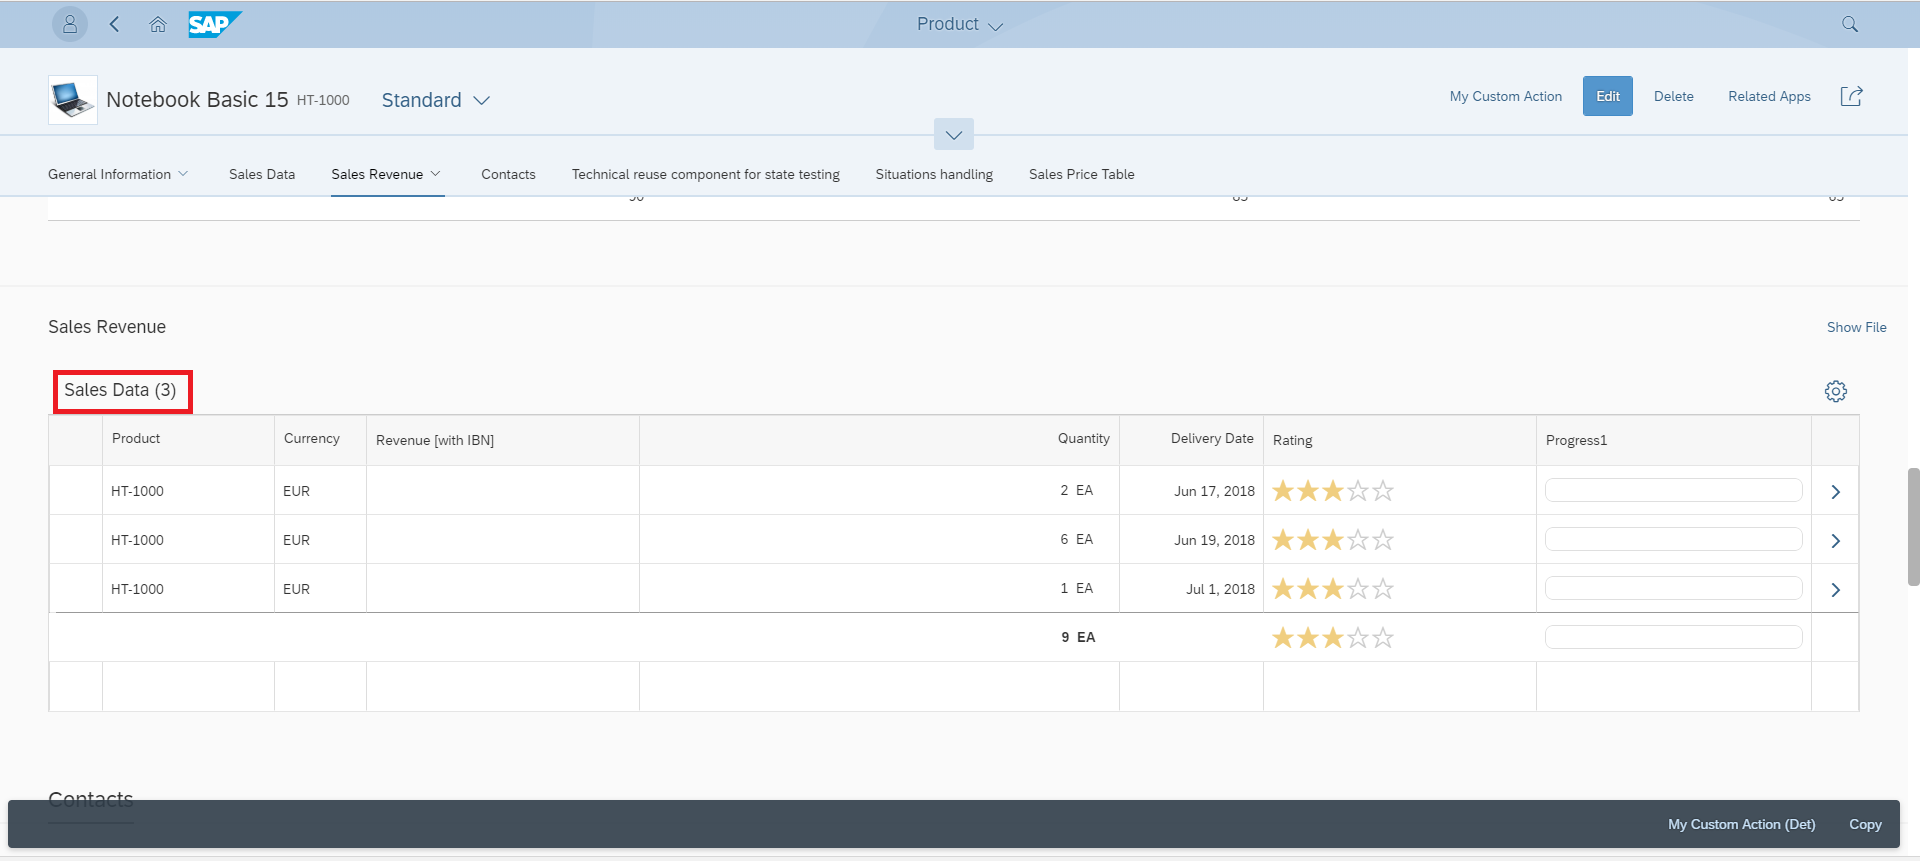 SAP
Product
Notebook Basic 15 HT-1000 Standard
My Custom Action Edit Delete Related Apps
General Information Sales Data Sales Revenue Contacts Technical reuse component for state testing Situations handling Sales Price Table
Sales Revenue
Show File
Sales Data (3)
Product Currency Revenue [with IBN] Quantity Delivery Date Rating Progress1
HT-1000 EUR 2 EA Jun 17, 2018
HT-1000 EUR 6 EA Jun 19, 2018
HT-1000 EUR 1 EA Jul 1, 2018
9 EA
Contacts
My Custom Action (Det) Copy